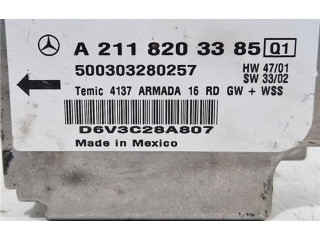 A 211 820 33 85 Q1
500303280257 HW 47/01
SW 33/02
Temic 4137 ARMADA 16 RD GW + WSS
D6V3C28A807
Made in Mexico